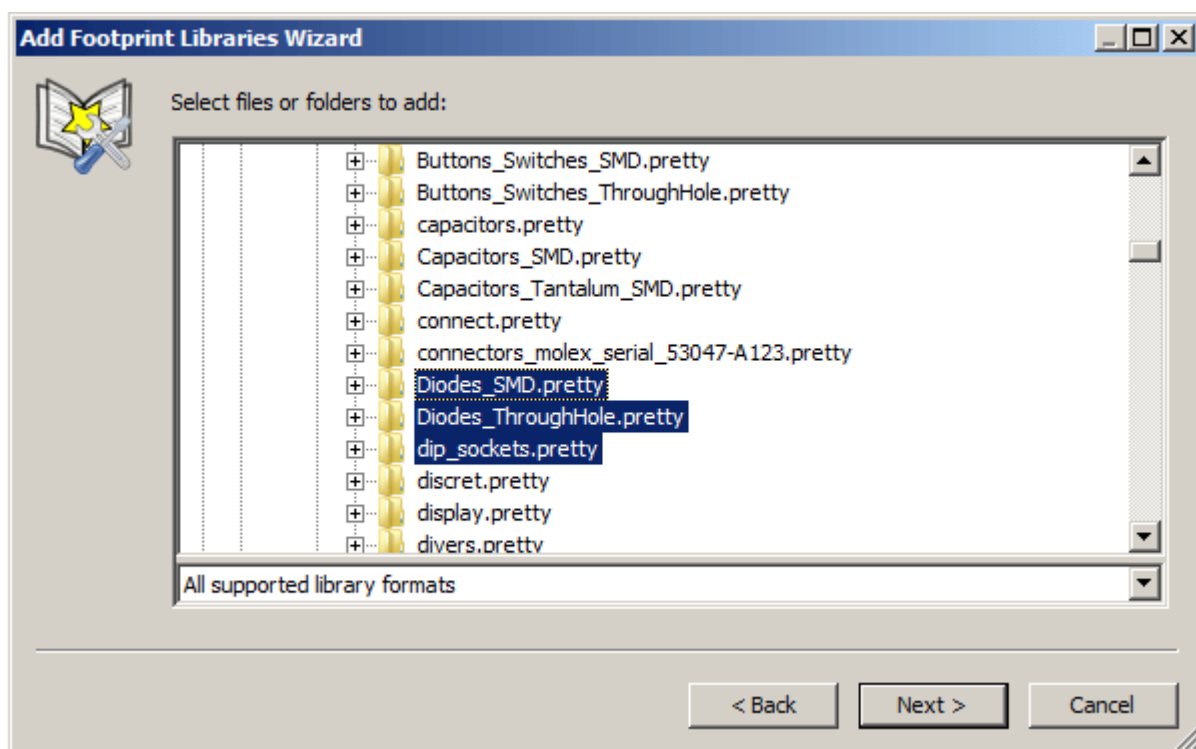 Add Footprint Libraries Wizard
Select files or folders to add:
Buttons_Switches_SMD.pretty
Buttons_Switches_ThroughHole.pretty
capacitors.pretty
Capacitors_SMD.pretty
Capacitors_Tantalum_SMD.pretty
connect.pretty
connectors_molex_serial_53047-A123.pretty
Diodes_SMD.pretty
Diodes_ThroughHole.pretty
dip_sockets.pretty
discret.pretty
display.pretty
divers.pretty
All supported library formats
< Back Next > Cancel